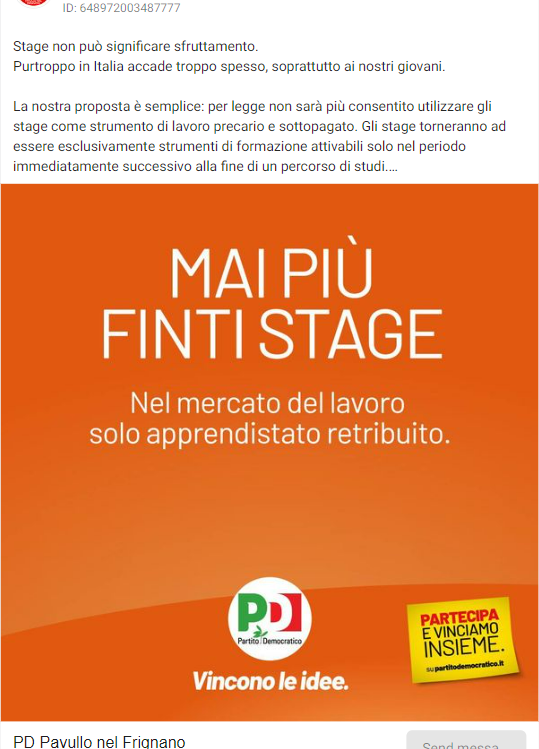 ID: 648972003487777
Stage non può significare sfruttamento.
Purtroppo in Italia accade troppo spesso, soprattutto ai nostri giovani.
La nostra proposta è semplice: per legge non sarà più consentito utilizzare gli
stage come strumento di lavoro precario e sottopagato. Gli stage torneranno ad
essere esclusivamente strumenti di formazione attivabili solo nel periodo
immediatamente successivo alla fine di un percorso di studi....
MAI PIÙ
FINTI STAGE
Nel mercato del lavoro
solo apprendistato retribuito.
PD
Partito Democratico
Vincono le idee.
PARTECIPA
E VINCIAMO
INSIEME.
su partitodemocratico.it
PD Pavullo nel Frignano
Send messa